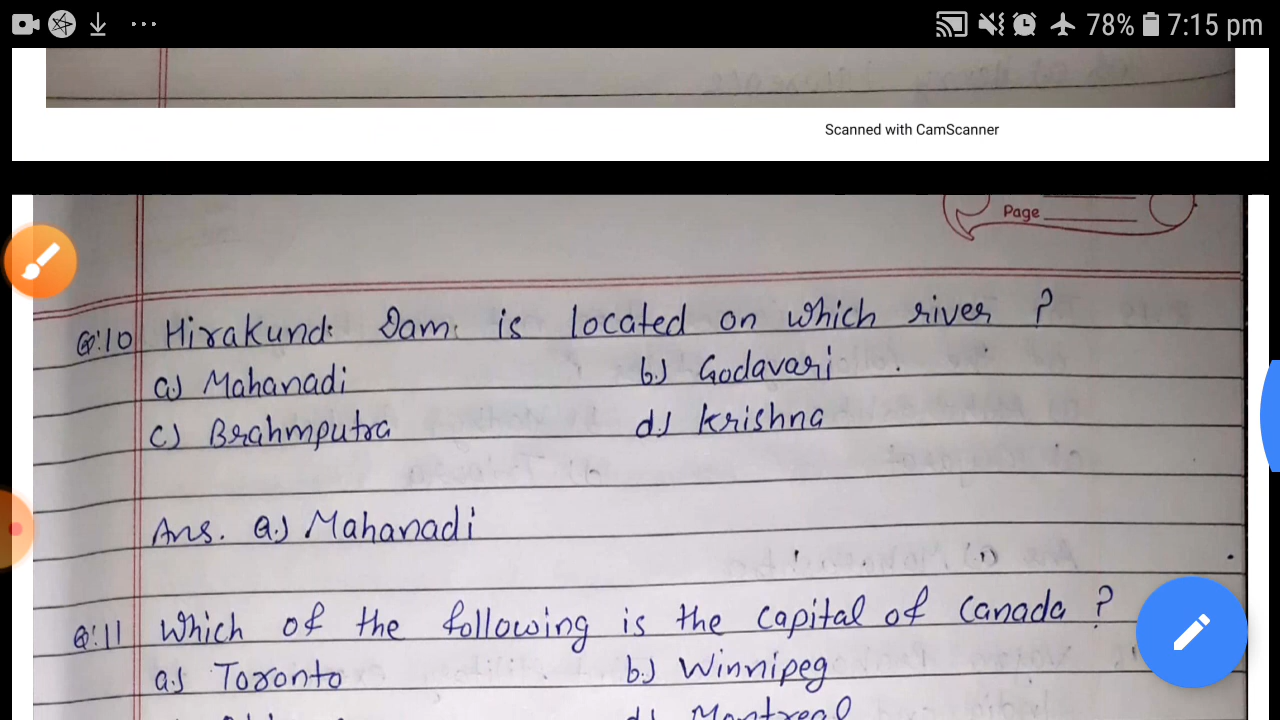 78% 7:15 pm
Scanned with CamScanner
Page
Q:10 Hirakund Dam is located on which river ?
a.) Mahanadi b.) Godavari
c.) Brahmputra d.) Krishna
Ans. a.) Mahanadi
Q:11 Which of the following is the capital of Canada ?
a.) Toronto b.) Winnipeg
d.) Montreal